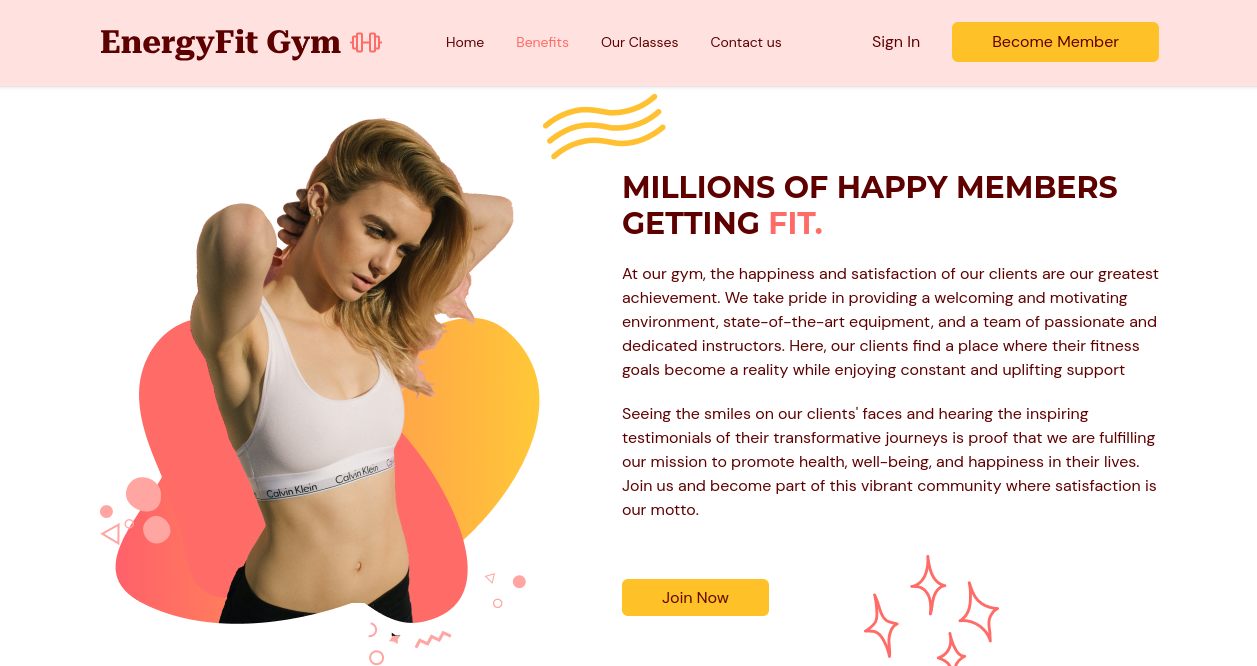 EnergyFit Gym
Home
Benefits
Our Classes
Contact us
Sign In
Become Member
MILLIONS OF HAPPY MEMBERS
GETTING FIT.
At our gym, the happiness and satisfaction of our clients are our greatest
achievement. We take pride in providing a welcoming and motivating
environment, state-of-the-art equipment, and a team of passionate and
dedicated instructors. Here, our clients find a place where their fitness
goals become a reality while enjoying constant and uplifting support
Seeing the smiles on our clients' faces and hearing the inspiring
testimonials of their transformative journeys is proof that we are fulfilling
our mission to promote health, well-being, and happiness in their lives.
Join us and become part of this vibrant community where satisfaction is
our motto.
Join Now
Calvin Klein Calvin Klein